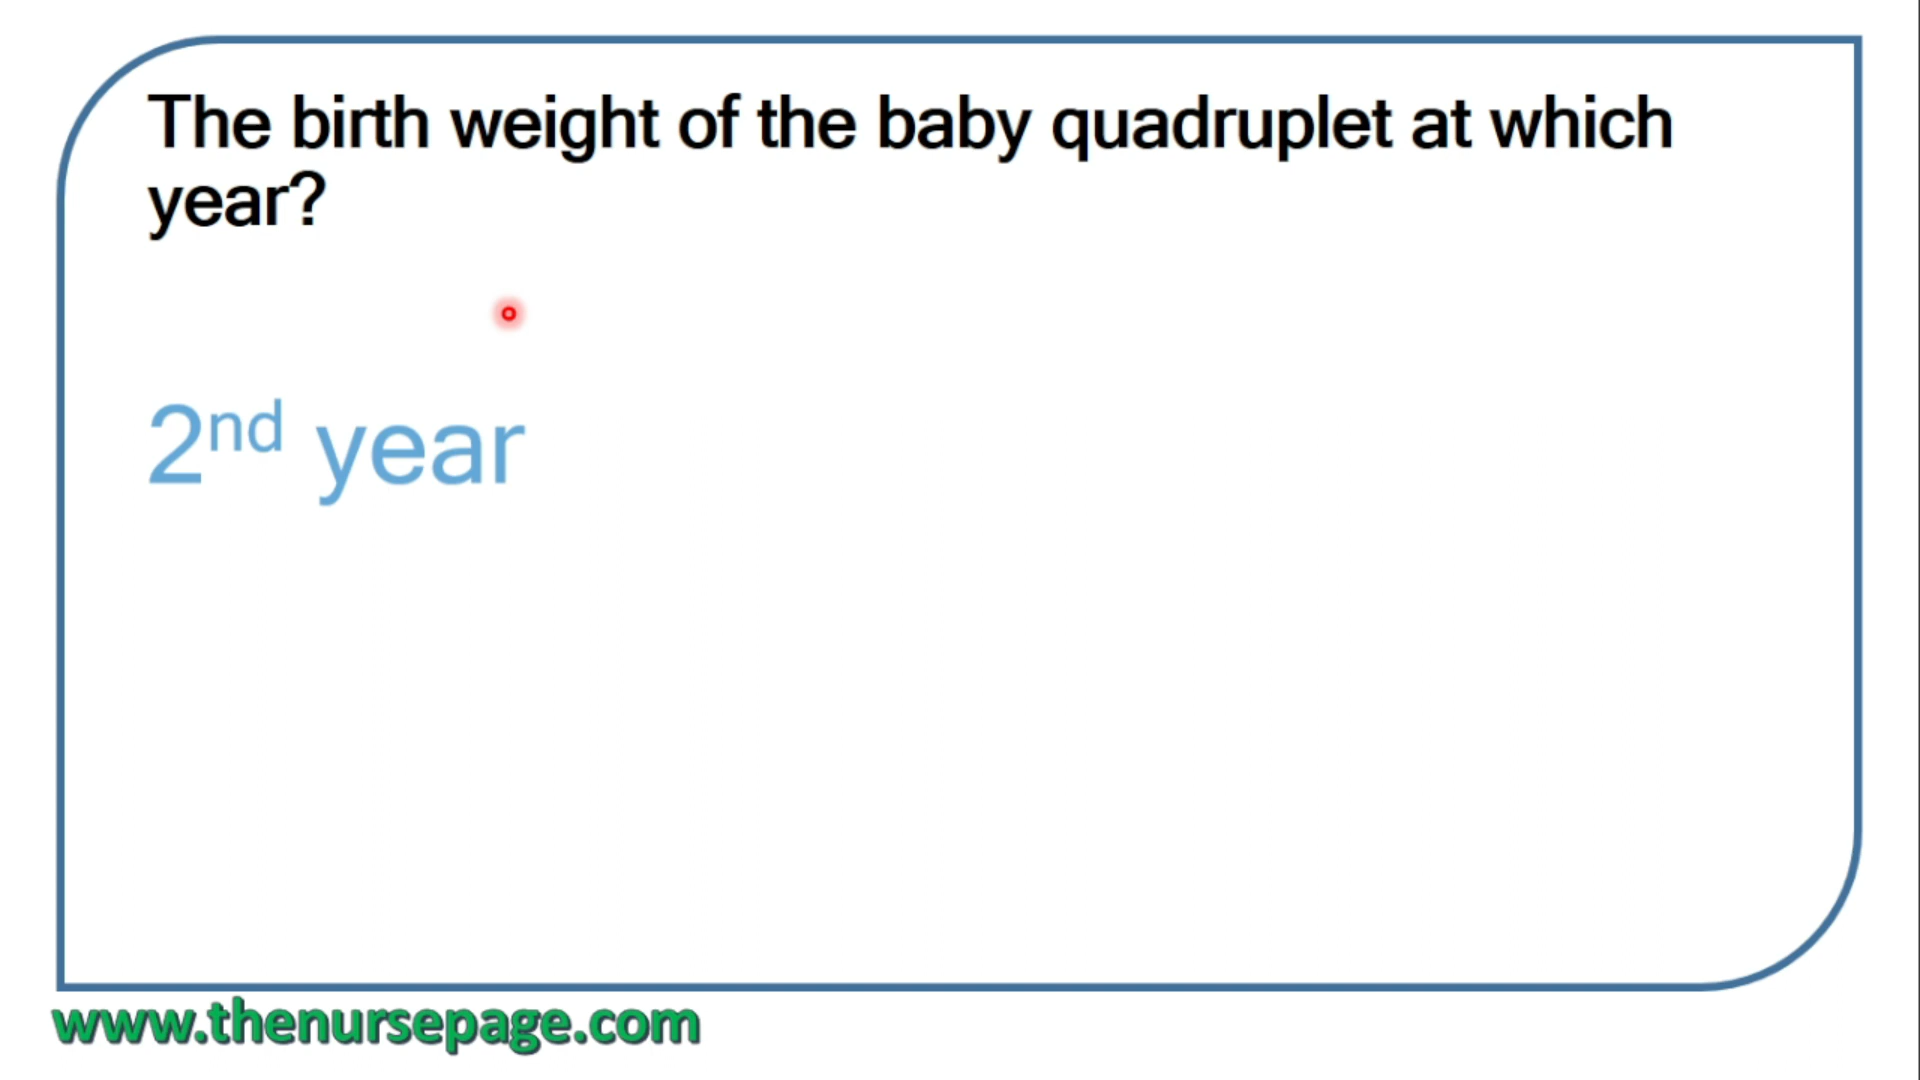 The birth weight of the baby quadruplet at which
year?
2nd year
www.thenursepage.com